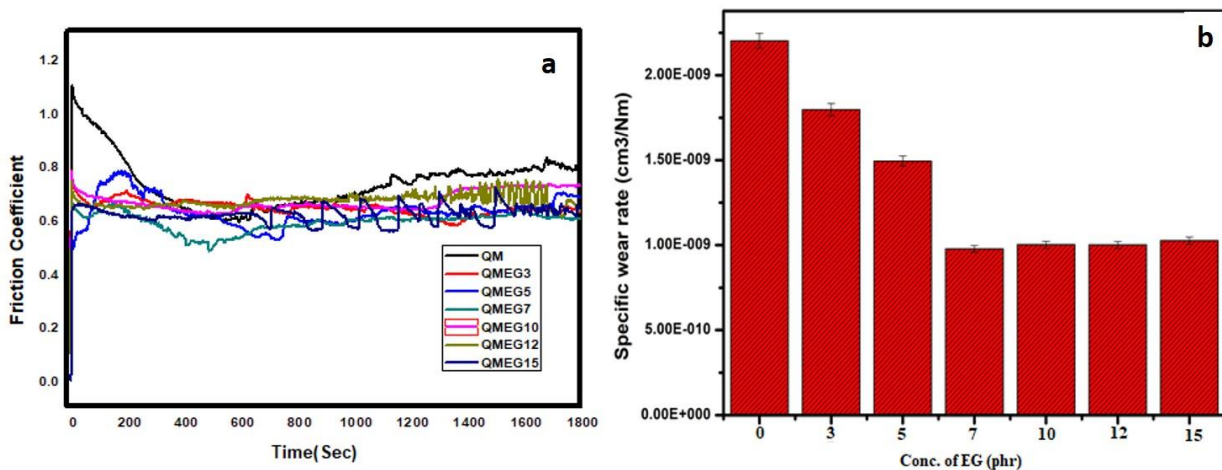 a
Friction Coefficient
1.2
1.0
0.8
0.6
0.4
0.2
0.0
QM
QMEG3
QMEG5
QMEG7
QMEG10
QMEG12
QMEG15
0 200 400 600 800 1000 1200 1400 1600 1800
Time( Sec)
b
Specific wear rate (cm3/Nm)
2.00E-009
1.50E-009
1.00E-009
5.00E-010
0.00E+000
0 3 5 7 10 12 15
Conc. of EG (phr)